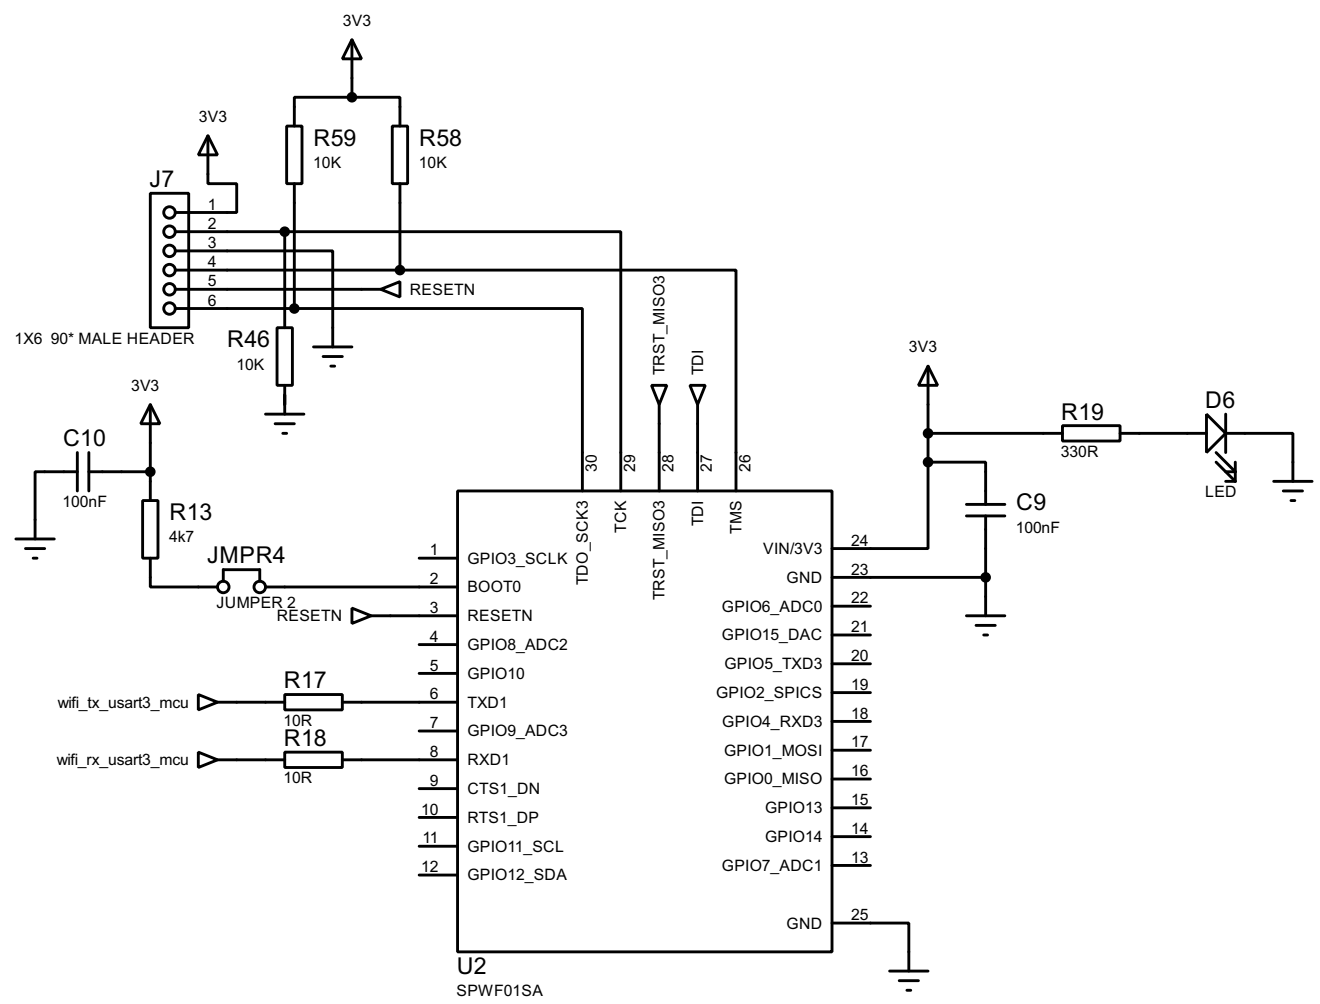 3V3
3V3
R59
10K
R58
10K
J7
1
2
3
4
5
6
RESETN
1X6 90* MALE HEADER
R46
10K
TRST_MISO3
TDI
3V3
C10
100nF
R13
4k7
JMPR4
JUMPER 2
RESETN
3V3
R19
330R
D6
LED
C9
100nF
30
29
28
27
26
TDO_SCK3
TCK
TRST_MISO3
TDI
TMS
1 GPIO3_SCLK
2 BOOT0
3 RESETN
4 GPIO8_ADC2
5 GPIO10
wifi_tx_usart3_mcu
R17
10R
6 TXD1
7 GPIO9_ADC3
wifi_rx_usart3_mcu
R18
10R
8 RXD1
9 CTS1_DN
10 RTS1_DP
11 GPIO11_SCL
12 GPIO12_SDA
VIN/3V3 24
GND 23
GPIO6_ADC0 22
GPIO15_DAC 21
GPIO5_TXD3 20
GPIO2_SPICS 19
GPIO4_RXD3 18
GPIO1_MOSI 17
GPIO0_MISO 16
GPIO13 15
GPIO14 14
GPIO7_ADC1 13
GND 25
U2
SPWF01SA